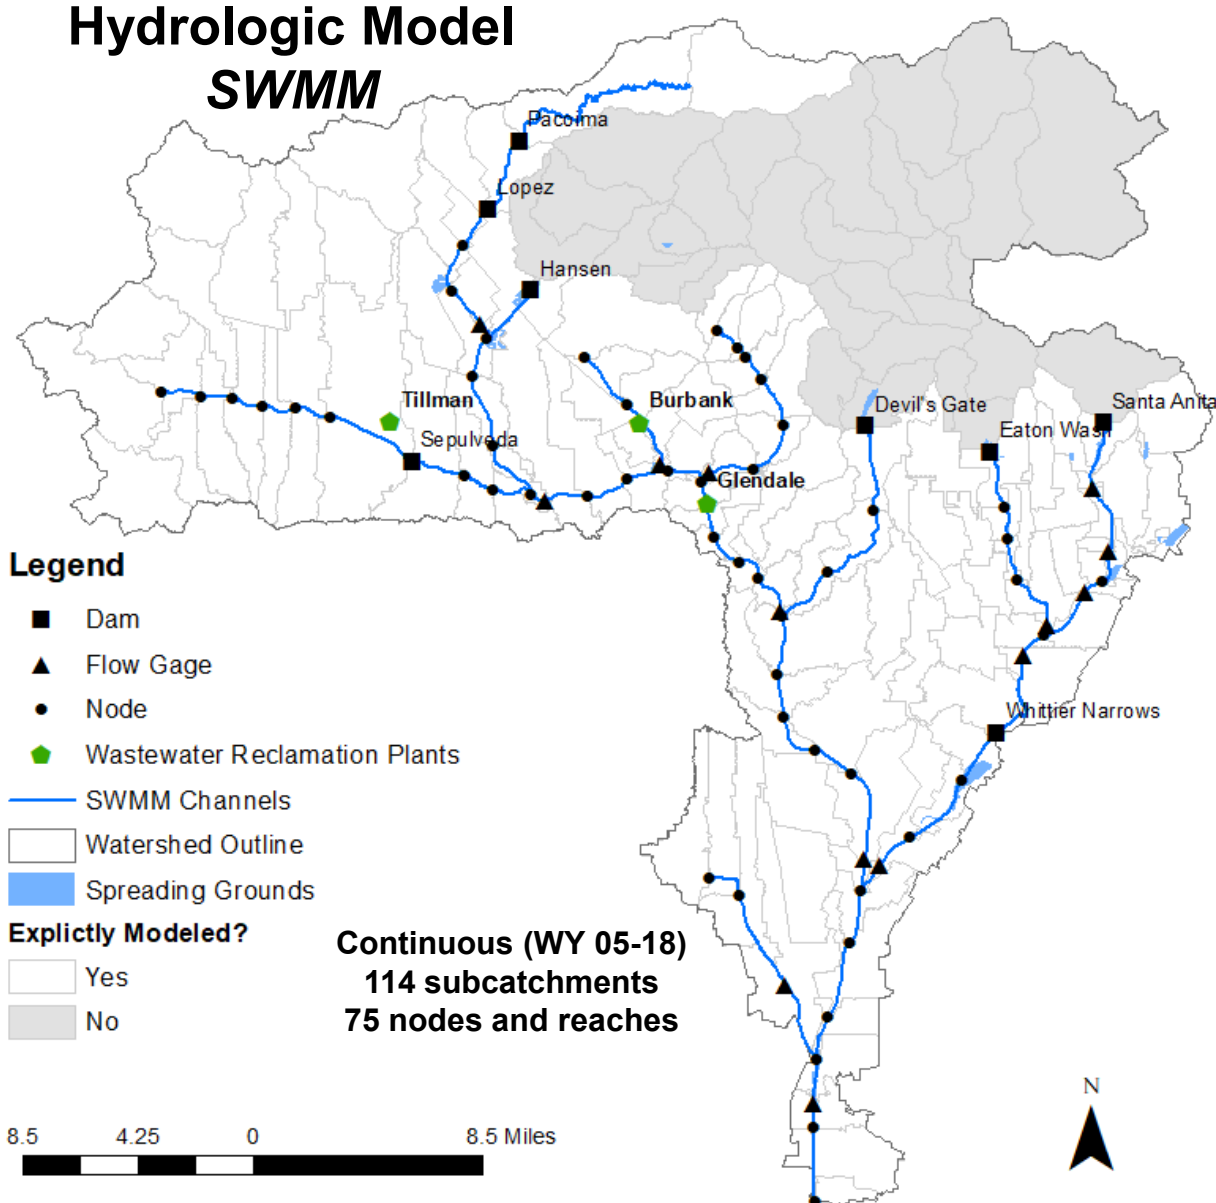 Hydrologic Model
SWMM
Pacoima
Lopez
Hansen
Tillman
Sepulveda
Burbank
Glendale
Devil's Gate
Eaton Wash
Santa Anita
Whittier Narrows
Legend
Dam
Flow Gage
Node
Wastewater Reclamation Plants
SWMM Channels
Watershed Outline
Spreading Grounds
Explictly Modeled?
Yes
No
Continuous (WY 05-18)
114 subcatchments
75 nodes and reaches
8.5 4.25 0 8.5 Miles
N